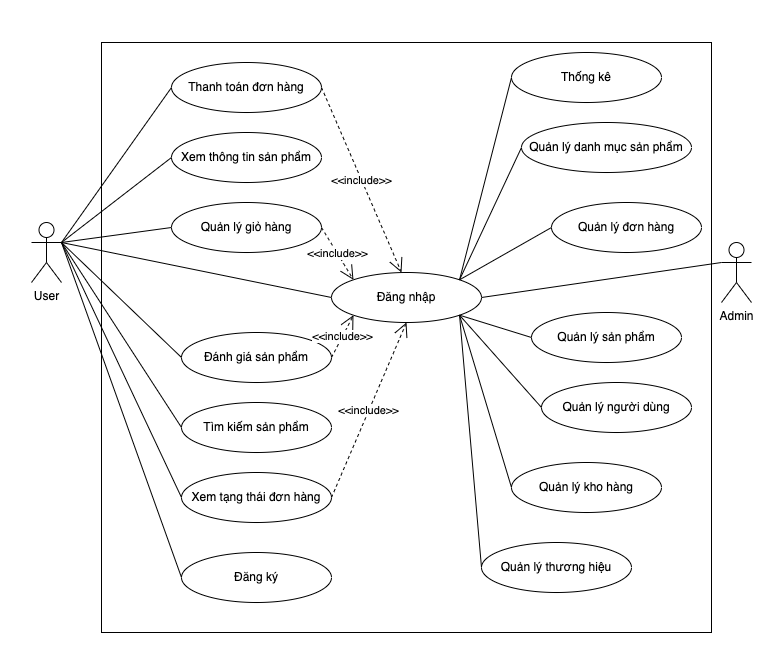 Thanh toán đơn hàng
Thống kê
Xem thông tin sản phẩm
Quản lý danh mục sản phẩm
<<include>>
Quản lý giỏ hàng
Quản lý đơn hàng
<<include>>
User
Đăng nhập
Admin
<<include>>
Quản lý sản phẩm
Đánh giá sản phẩm
<<include>>
Quản lý người dùng
Tìm kiếm sản phẩm
Xem tạng thái đơn hàng
Quản lý kho hàng
Đăng ký
Quản lý thương hiệu